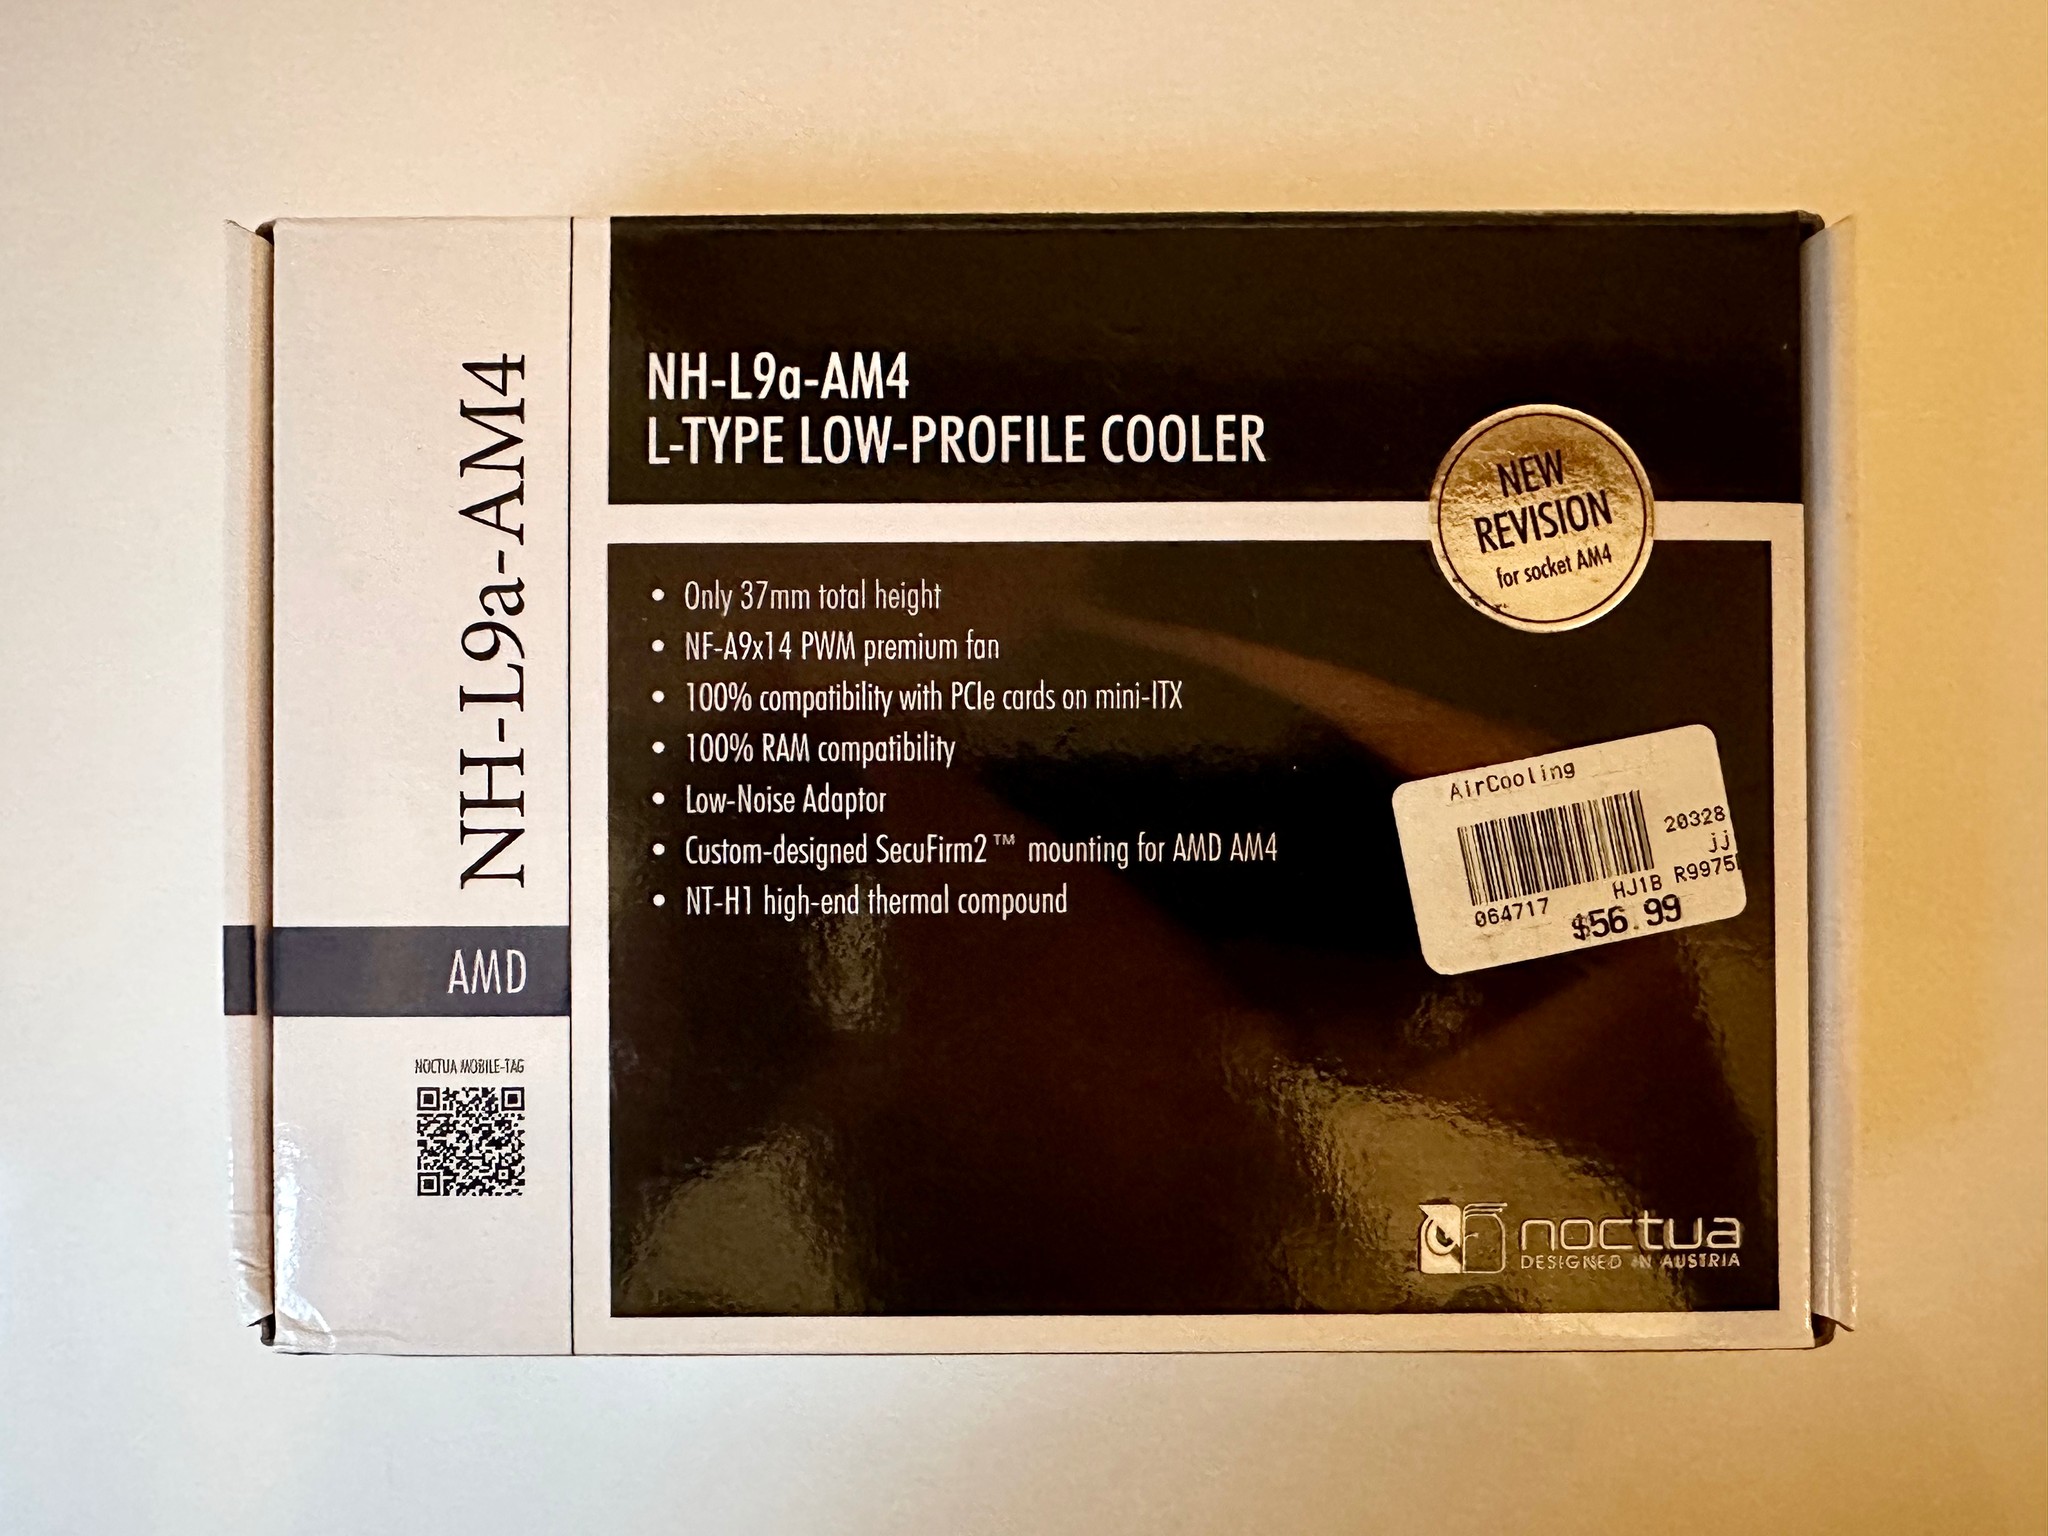 NH-L9a-AM4
AMD
NOCTUA MOBILE-TAG
NH-L9a-AM4
L-TYPE LOW-PROFILE COOLER
NEW
REVISION
for socket AM4
• Only 37mm total height
• NF-A9x14 PWM premium fan
• 100% compatibility with PCIe cards on mini-ITX
• 100% RAM compatibility
• Low-Noise Adaptor
• Custom-designed SecuFirm2™ mounting for AMD AM4
• NT-H1 high-end thermal compound
AirCooling
20328
jj
HJ1B R9975
064717
$56.99
noctua
DESIGNED IN AUSTRIA